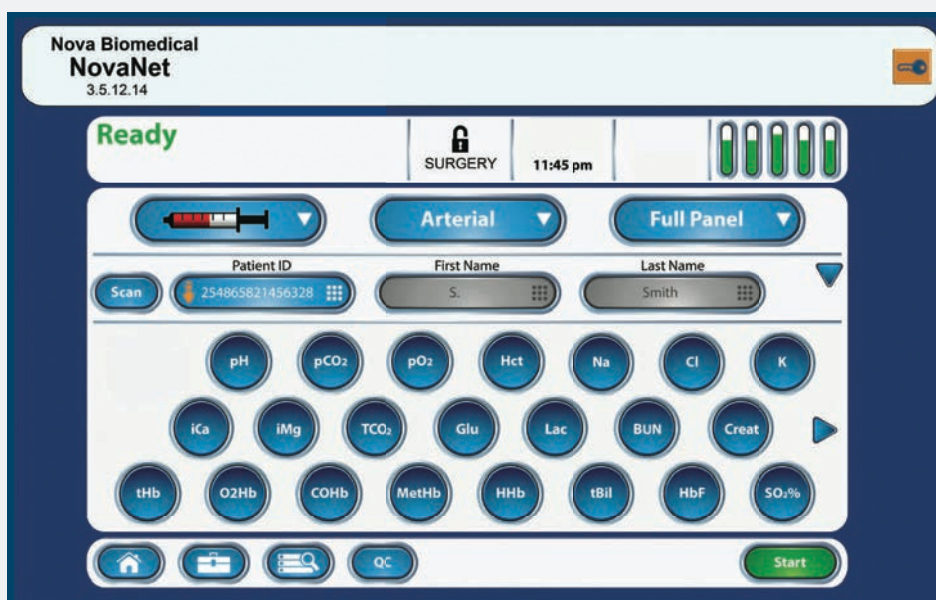 Nova Biomedical
NovaNet
3.5.12.14
Ready
SURGERY
11:45 pm
Arterial
Full Panel
Patient ID
First Name
Last Name
Scan
254865821456328
S.
Smith
pH
pCO2
pO2
Hct
Na
Cl
K
iCa
iMg
TCO2
Glu
Lac
BUN
Creat
tHb
O2Hb
COHb
MetHb
HHb
tBil
HbF
SO2%
QC
Start